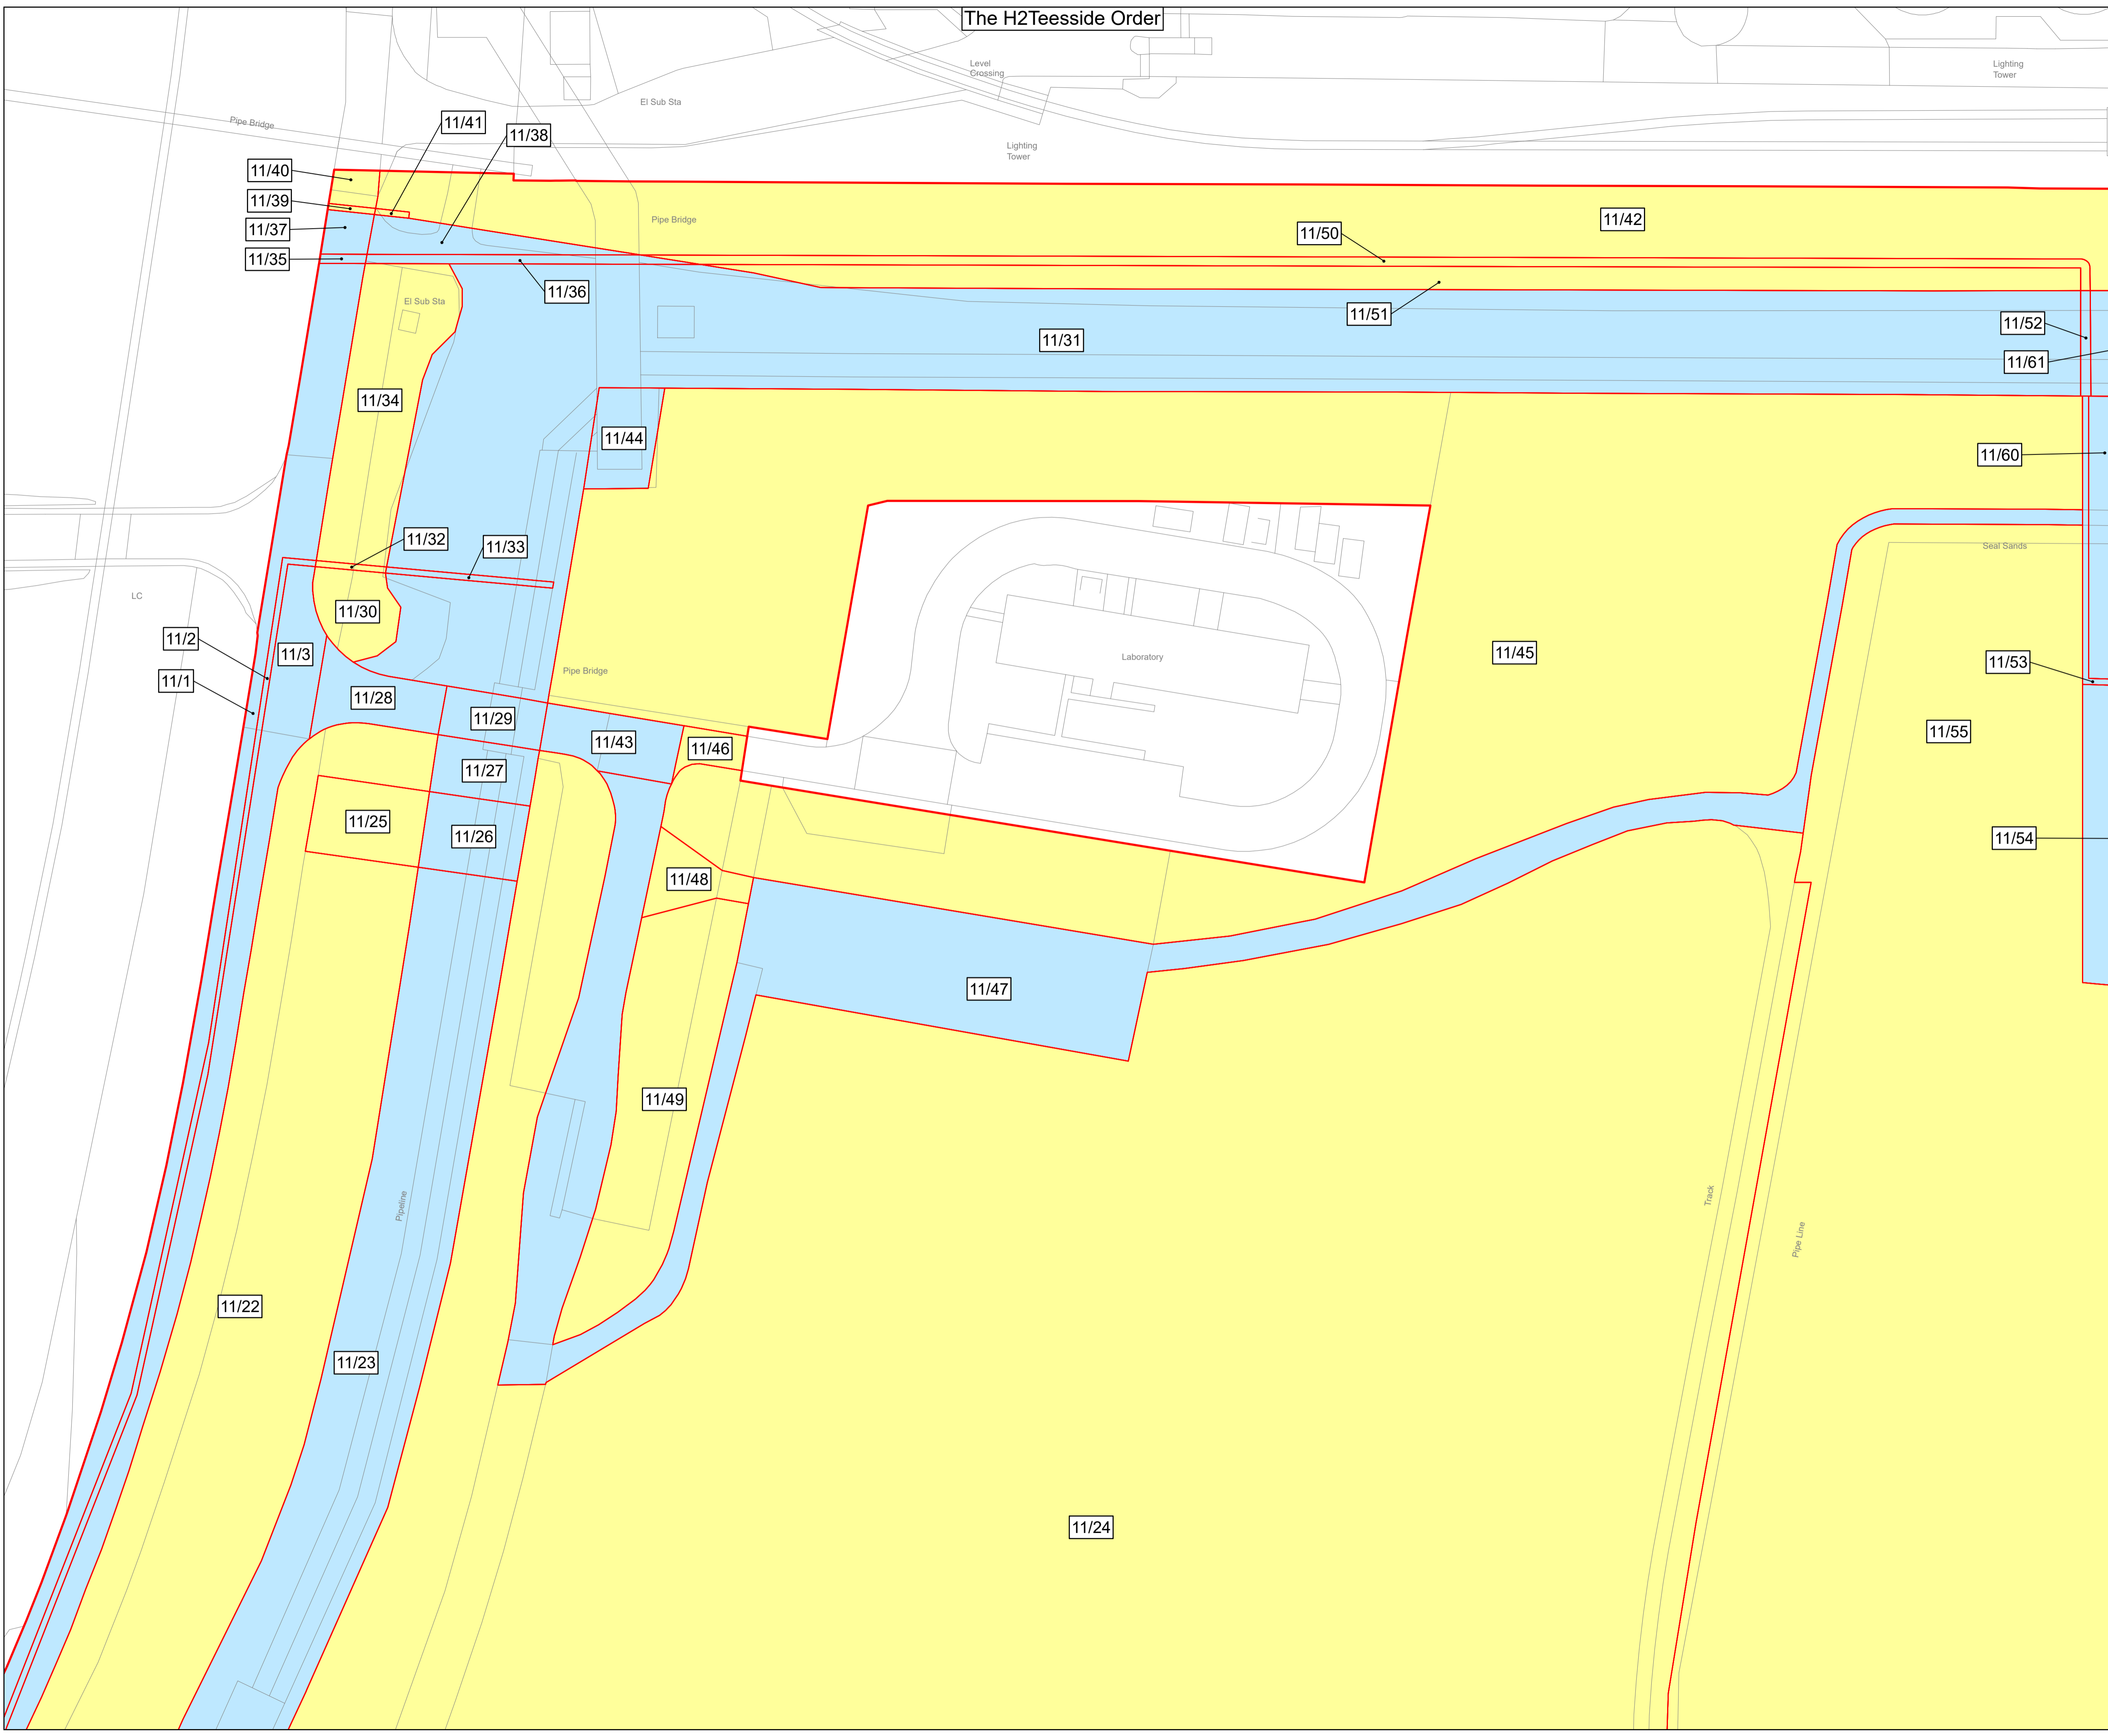 The H2Teesside Order
Level
Crossing
Lighting
Tower
El Sub Sta
Pipe Bridge
11/41
11/38
Lighting
Tower
11/40
11/39
11/37
11/35
Pipe Bridge
11/42
11/50
11/36
El Sub Sta
11/51
11/52
11/31
11/61
11/34
11/44
11/60
11/32
11/33
Seal Sands
LC
11/30
11/2
11/3
11/1
Pipe Bridge
Laboratory
11/45
11/53
11/28
11/29
11/43
11/46
11/55
11/27
11/25
11/26
11/54
11/48
11/47
11/49
Pipeline
Track
Pipe Line
11/22
11/23
11/24